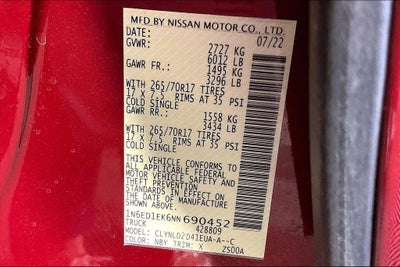 MFD BY NISSAN MOTOR CO., LTD.
DATE: 07/22
GVWR: 2727 KG
6012 LB
GAWR FR.: 1495 KG
3296 LB
WITH 265/70R17 TIRES
17 X 7.5 RIMS AT 35 PSI
COLD SINGLE
GAWR RR.: 1558 KG
3434 LB
WITH 265/70R17 TIRES
17 X 7.5 RIMS AT 35 PSI
COLD SINGLE
THIS VEHICLE CONFORMS TO
ALL APPLICABLE FEDERAL
MOTOR VEHICLE SAFETY AND
THEFT PREVENTION STANDARDS
IN EFFECT ON
THE DATE OF MANUFACTURE
SHOWN ABOVE
1N6ED1EK6NN 690452
TRUCK 428809
MODEL: CLYNLD2D41EUA-A--C
COLOR: NBY TRIM: X ZS00A